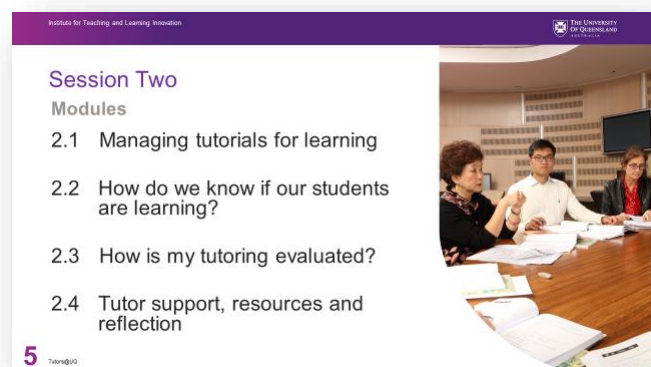 Institute for Teaching and Learning Innovation
THE UNIVERSITY
OF QUEENSLAND
AUSTRALIA
Session Two
Modules
2.1 Managing tutorials for learning
2.2 How do we know if our students
are learning?
2.3 How is my tutoring evaluated?
2.4 Tutor support, resources and
reflection
5 Tutors@UQ